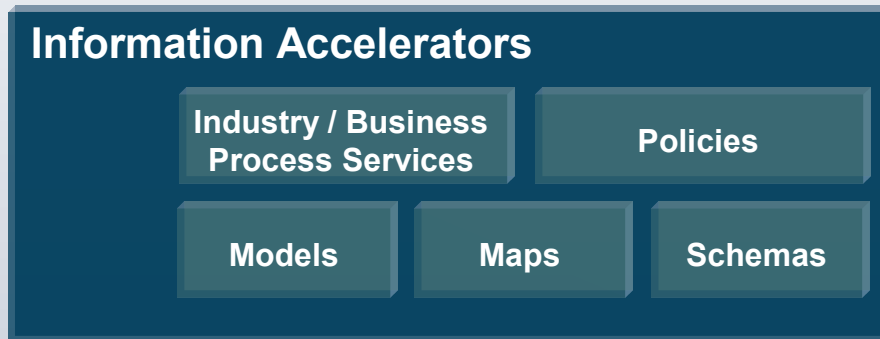 Information Accelerators
Industry / Business
Process Services
Policies
Models
Maps
Schemas